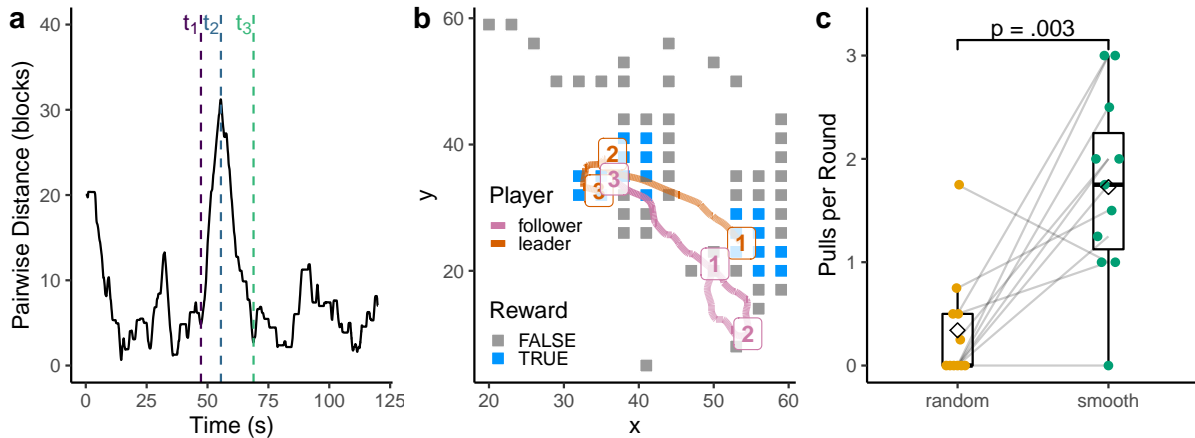 a
t1 t2 t3
Pairwise Distance (blocks)
40
30
20
10
0
0 25 50 75 100 125
Time (s)
b
y
60
40
20
20 30 40 50 60
x
2
3
3
1
1
2
Player
follower
leader
Reward
FALSE
TRUE
c
p = .003
Pulls per Round
3
2
1
0
random smooth